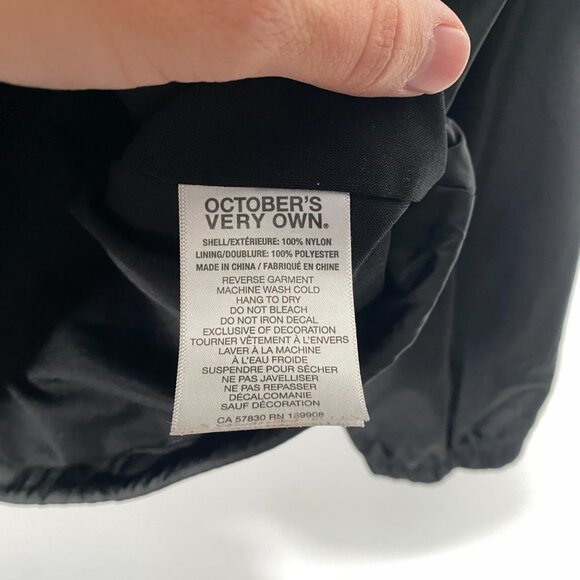 OCTOBER'S
VERY OWN®
SHELL/EXTÉRIEURE: 100% NYLON
LINING/DOUBLURE: 100% POLYESTER
MADE IN CHINA / FABRIQUÉ EN CHINE
REVERSE GARMENT
MACHINE WASH COLD
HANG TO DRY
DO NOT BLEACH
DO NOT IRON DECAL
EXCLUSIVE OF DECORATION
TOURNER VÊTEMENT À L'ENVERS
LAVER À LA MACHINE
À L'EAU FROIDE
SUSPENDRE POUR SÉCHER
NE PAS JAVELLISER
NE PAS REPASSER
DÉCALCOMANIE
SAUF DÉCORATION
CA 57830 RN 159908